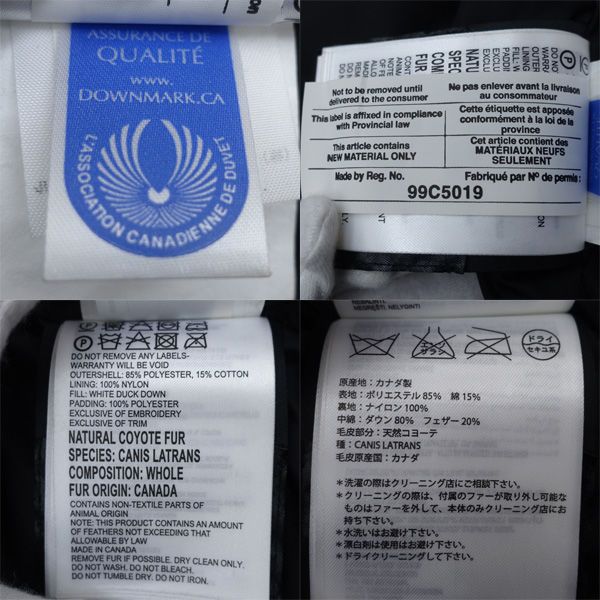 ASSURANCE DE
QUALITÉ
WWW.
DOWNMARK.CA
L'ASSOCIATION CANADIENNE DE DUVET
Not to be removed until
delivered to the consumer
Ne pas enlever avant la livraison
au consommateur
This label is affixed in compliance
with Provincial law
Cette étiquette est apposée
conformément à la loi de la
province
This article contains
NEW MATERIAL ONLY
Cet article contient des
MATÉRIAUX NEUFS
SEULEMENT
Made by Reg. No.
Fabriqué par Nº de permis:
99C5019
DO NOT REMOVE ANY LABELS-
WARRANTY WILL BE VOID
OUTERSHELL: 85% POLYESTER, 15% COTTON
LINING: 100% NYLON
FILL: WHITE DUCK DOWN
PADDING: 100% POLYESTER
EXCLUSIVE OF EMBROIDERY
EXCLUSIVE OF TRIM
NATURAL COYOTE FUR
SPECIES: CANIS LATRANS
COMPOSITION: WHOLE
FUR ORIGIN: CANADA
CONTAINS NON-TEXTILE PARTS OF
ANIMAL ORIGIN
NOTE: THIS PRODUCT CONTAINS AN AMOUNT
OF FEATHERS NOT EXCEEDING THAT
ALLOWABLE BY LAW
MADE IN CANADA
REMOVE FUR IF POSSIBLE. DRY CLEAN ONLY.
DO NOT WASH. DO NOT BLEACH.
DO NOT TUMBLE DRY. DO NOT IRON.
NEGRESTI, NELYDINTI
エンソ
サラシ
ドライ
セキユ系
原産地：カナダ製
表地：ポリエステル 85% 綿 15%
裏地：ナイロン 100%
中綿：ダウン 80% フェザー 20%
毛皮部分：天然コヨーテ
種：CANIS LATRANS
毛皮原産国：カナダ
*洗濯の際はクリーニング店にご相談下さい。
*クリーニングの際は、付属のファーが取り外し可能な
ものはファーを外して、本体のみクリーニング店に
お出し下さい。
*水洗いはお避け下さい。
*漂白剤は使用はお避け下さい。
*ドライクリーニングして下さい。